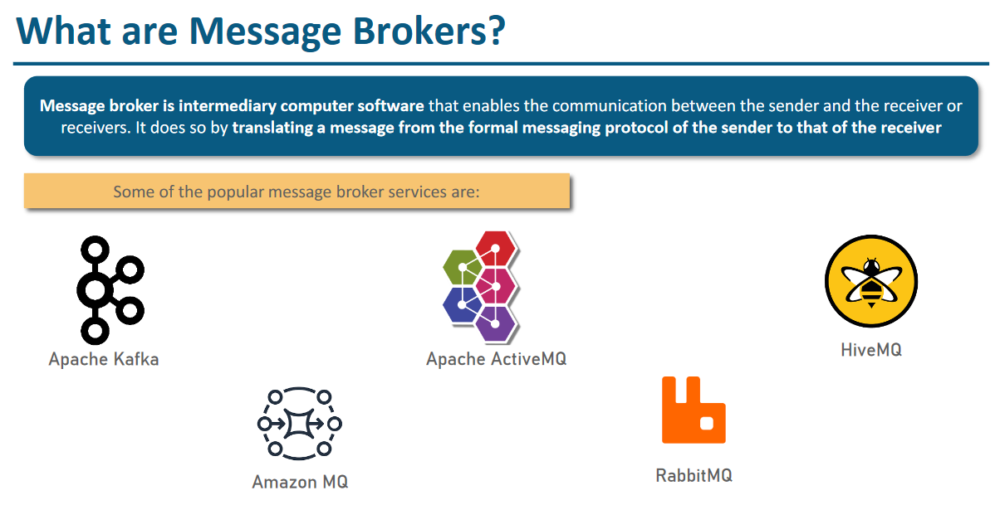 What are Message Brokers?
Message broker is intermediary computer software that enables the communication between the sender and the receiver or
receivers. It does so by translating a message from the formal messaging protocol of the sender to that of the receiver
Some of the popular message broker services are:
Apache Kafka
Apache ActiveMQ
HiveMQ
Amazon MQ
RabbitMQ